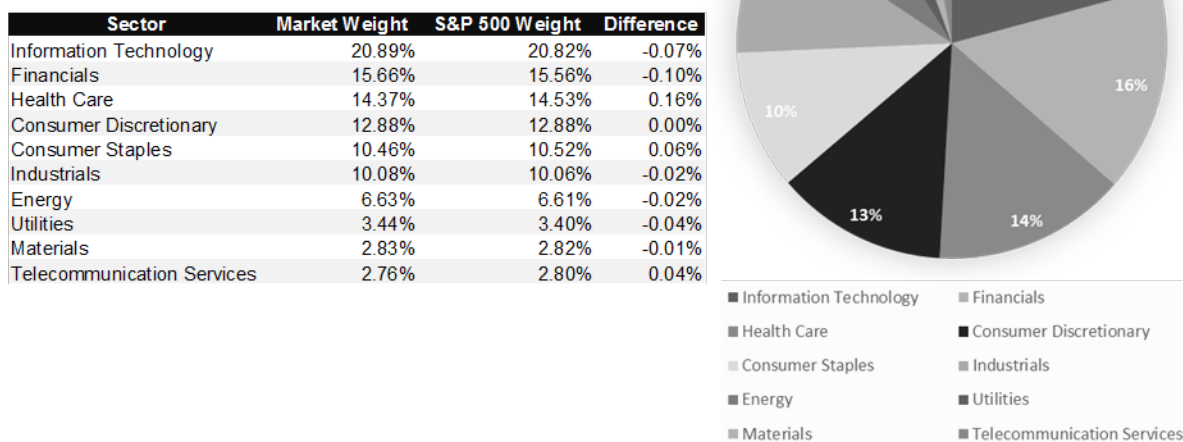 Sector Market Weight S&P 500 Weight Difference
Information Technology 20.89% 20.82% -0.07%
Financials 15.66% 15.56% -0.10%
Health Care 14.37% 14.53% 0.16%
Consumer Discretionary 12.88% 12.88% 0.00%
Consumer Staples 10.46% 10.52% 0.06%
Industrials 10.08% 10.06% -0.02%
Energy 6.63% 6.61% -0.02%
Utilities 3.44% 3.40% -0.04%
Materials 2.83% 2.82% -0.01%
Telecommunication Services 2.76% 2.80% 0.04%
16%
10%
13%
14%
Information Technology Financials
Health Care Consumer Discretionary
Consumer Staples Industrials
Energy Utilities
Materials Telecommunication Services